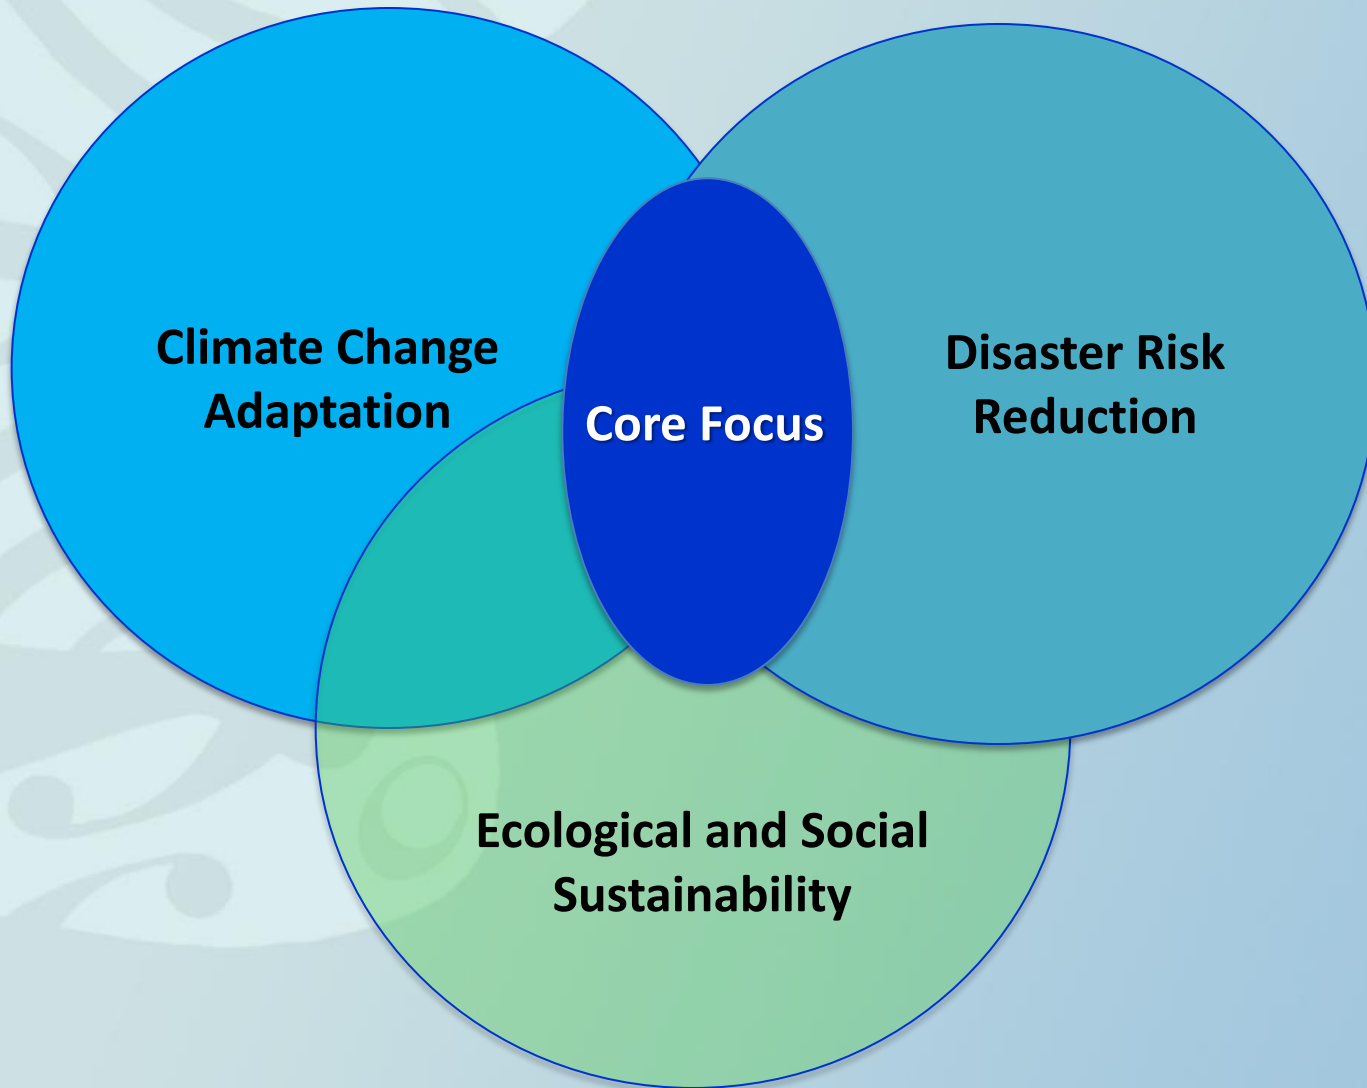 Climate Change
Adaptation
Core Focus
Disaster Risk
Reduction
Ecological and Social
Sustainability